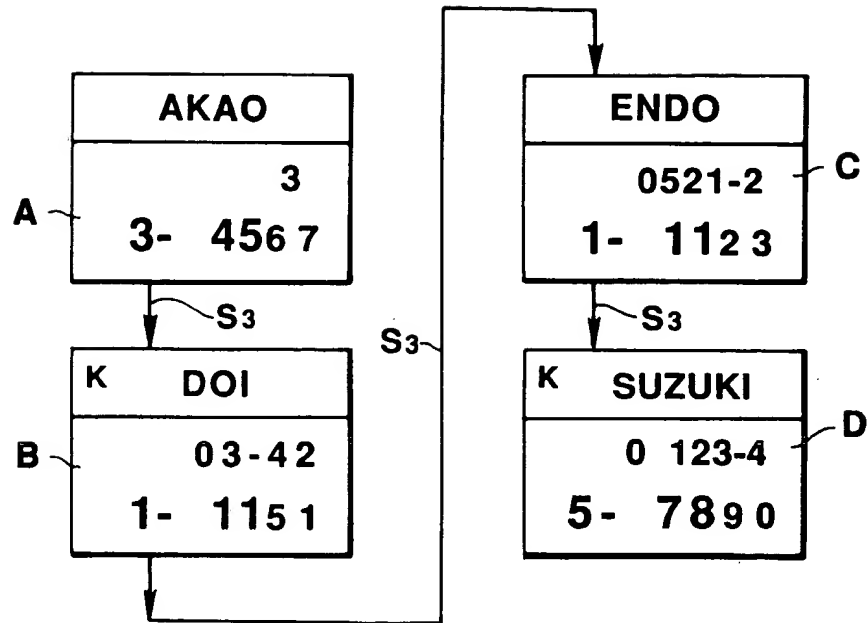 AKAO
3
3- 4567
A
S3
K DOI
03-42
1- 1151
B
S3
ENDO
0521-2
1- 1123
C
S3
K SUZUKI
0 123-4
5- 7890
D